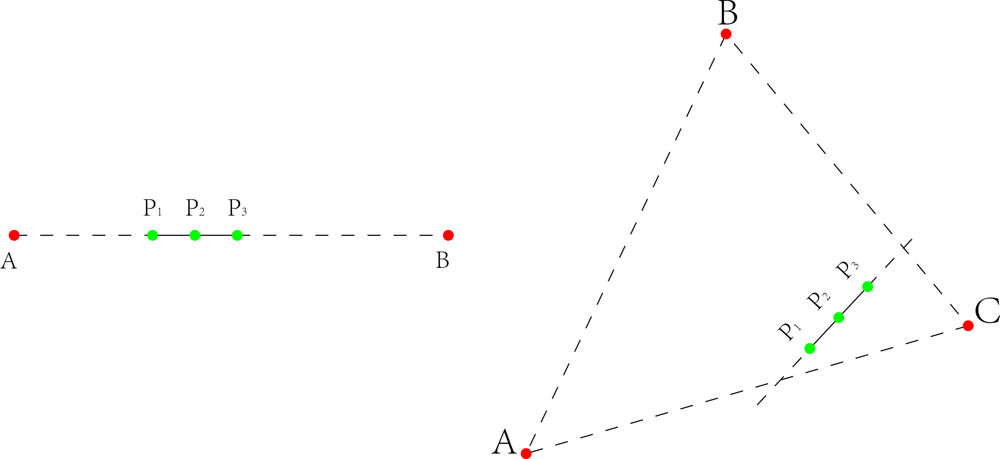 P₁ P₂ P₃
A B
B
P₁ P₂ P₃
C
A